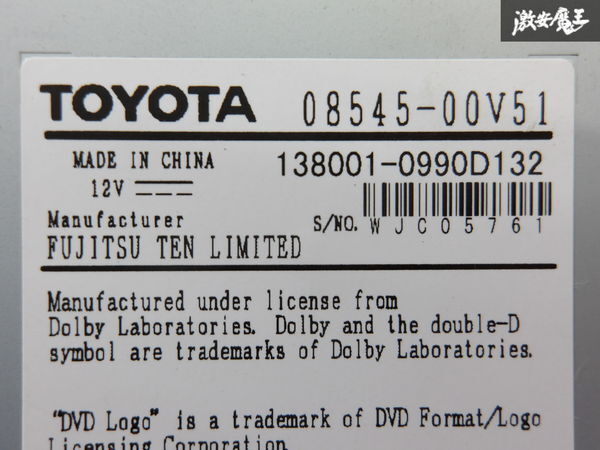 激安魔王
TOYOTA 08545-00V51
MADE IN CHINA 138001-0990D132
12V
Manufacturer S/NO. WJC05761
FUJITSU TEN LIMITED
Manufactured under license from
Dolby Laboratories. Dolby and the double-D
symbol are trademarks of Dolby Laboratories.
"DVD Logo" is a trademark of DVD Format/Logo
Licensing Corporation.